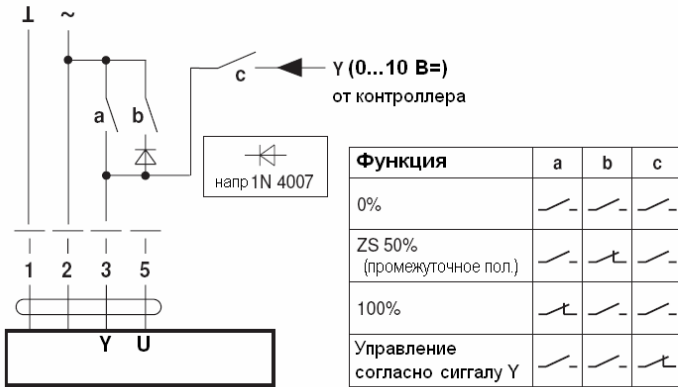 ⊥ ~
a b c
Y (0...10 В=)
от контроллера
напр 1N 4007
1 2 3 5
Y U
Функция a b c
0%
ZS 50%
(промежуточное пол.)
100%
Управление
согласно сиггалу Y